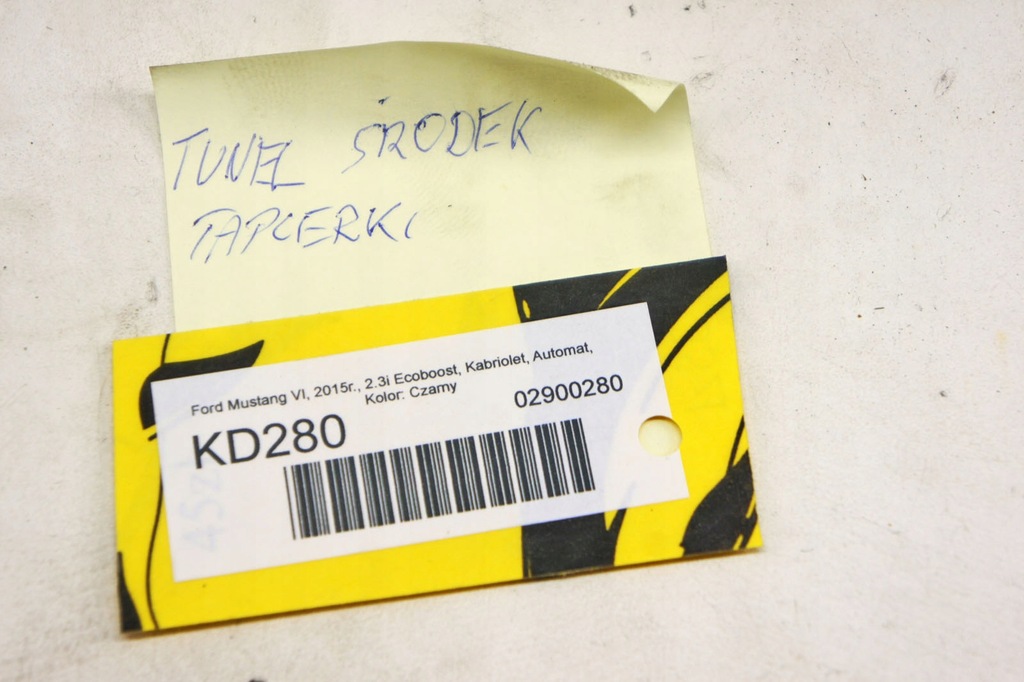 TUNEL ŚRODEK
TAPCERKI
Ford Mustang VI, 2015r., 2.3i Ecoboost, Kabriolet, Automat,
Kolor: Czarny
KD280
02900280